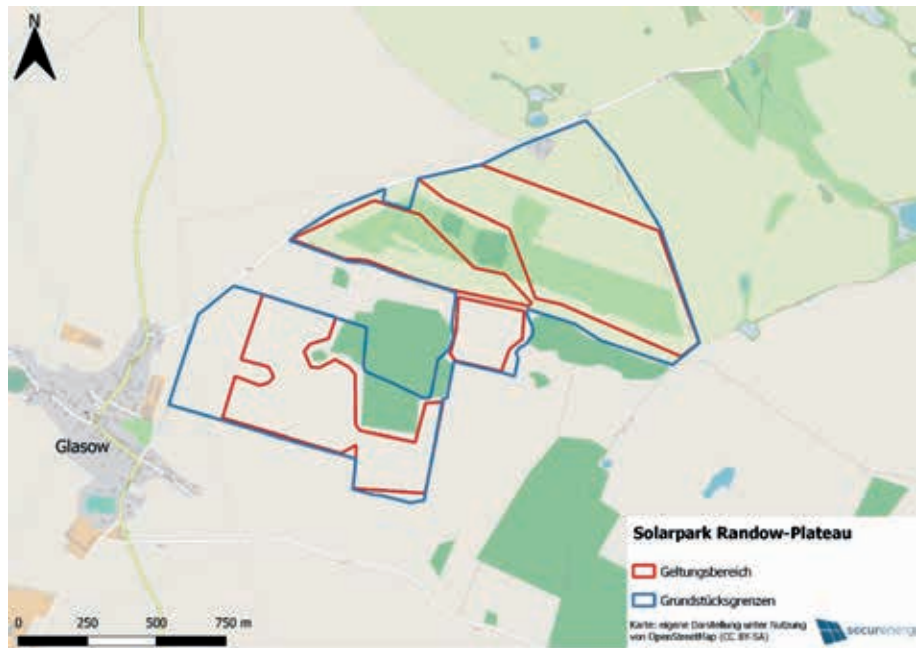 N
Glasow
Solarpark Randow-Plateau
Geltungsbereich
Grundstücksgrenzen
Karte: eigene Darstellung unter Nutzung
von OpenStreetMap (CC BY-SA)
securenerg
0 250 500 750 m